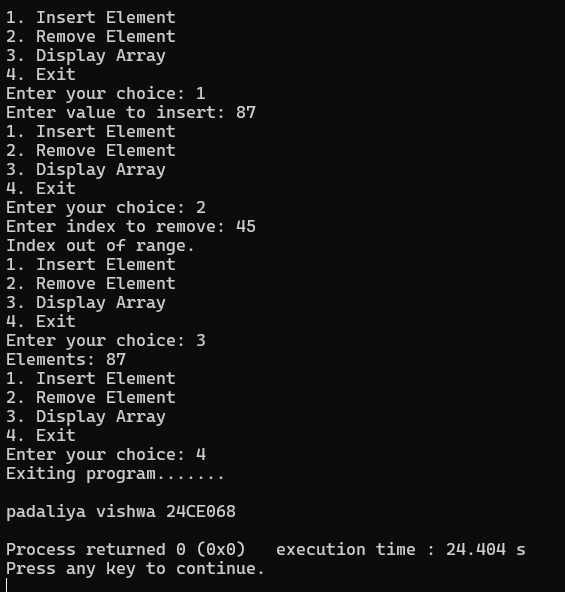 1. Insert Element
2. Remove Element
3. Display Array
4. Exit
Enter your choice: 1
Enter value to insert: 87
1. Insert Element
2. Remove Element
3. Display Array
4. Exit
Enter your choice: 2
Enter index to remove: 45
Index out of range.
1. Insert Element
2. Remove Element
3. Display Array
4. Exit
Enter your choice: 3
Elements: 87
1. Insert Element
2. Remove Element
3. Display Array
4. Exit
Enter your choice: 4
Exiting program.......
padaliya vishwa 24CE068
Process returned 0 (0x0)   execution time : 24.404 s
Press any key to continue.